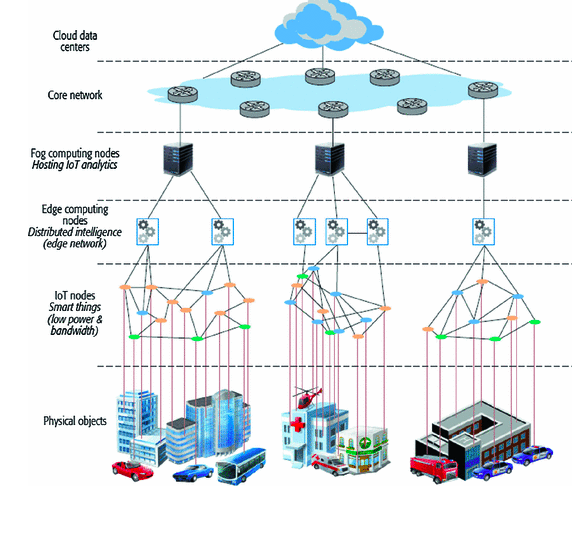 Cloud data
centers
Core network
Fog computing nodes
Hosting IoT analytics
Edge computing
nodes
Distributed intelligence
(edge network)
IoT nodes
Smart things
(low power &
bandwidth)
Physical objects